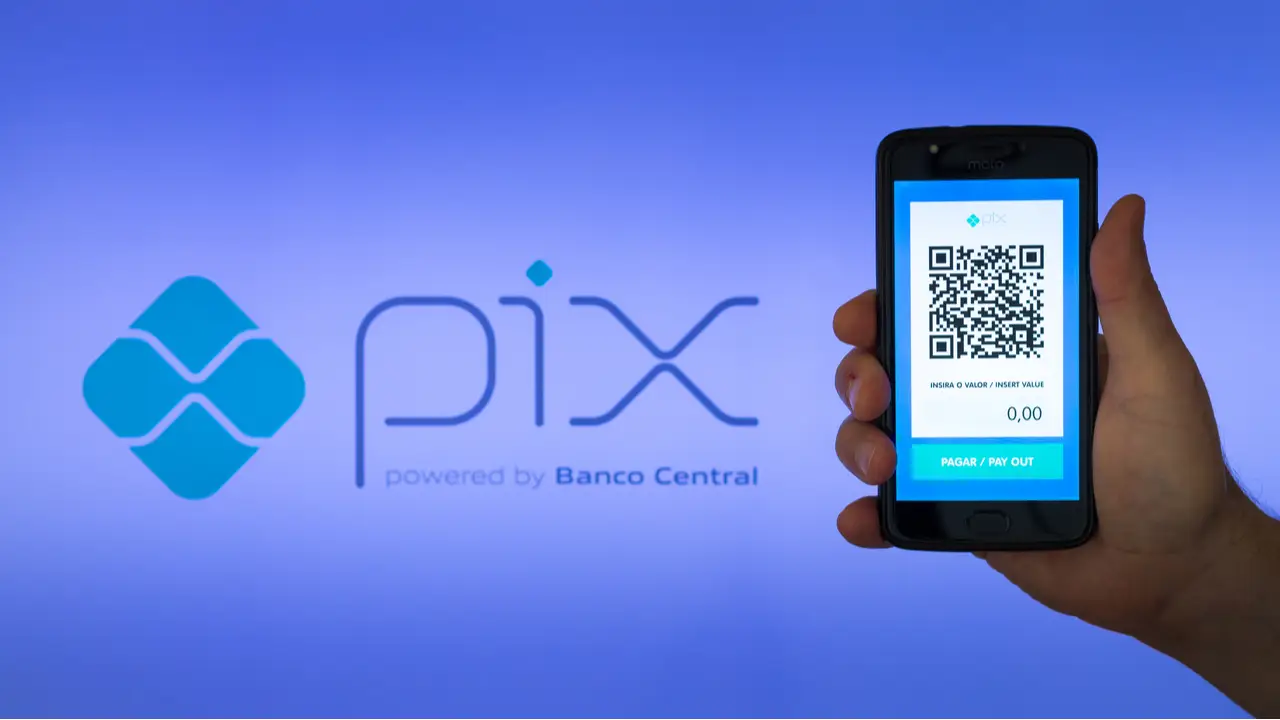 pix
powered by Banco Central
moto
pix
INSIRA O VALOR / INSERT VALUE
0,00
PAGAR / PAY OUT